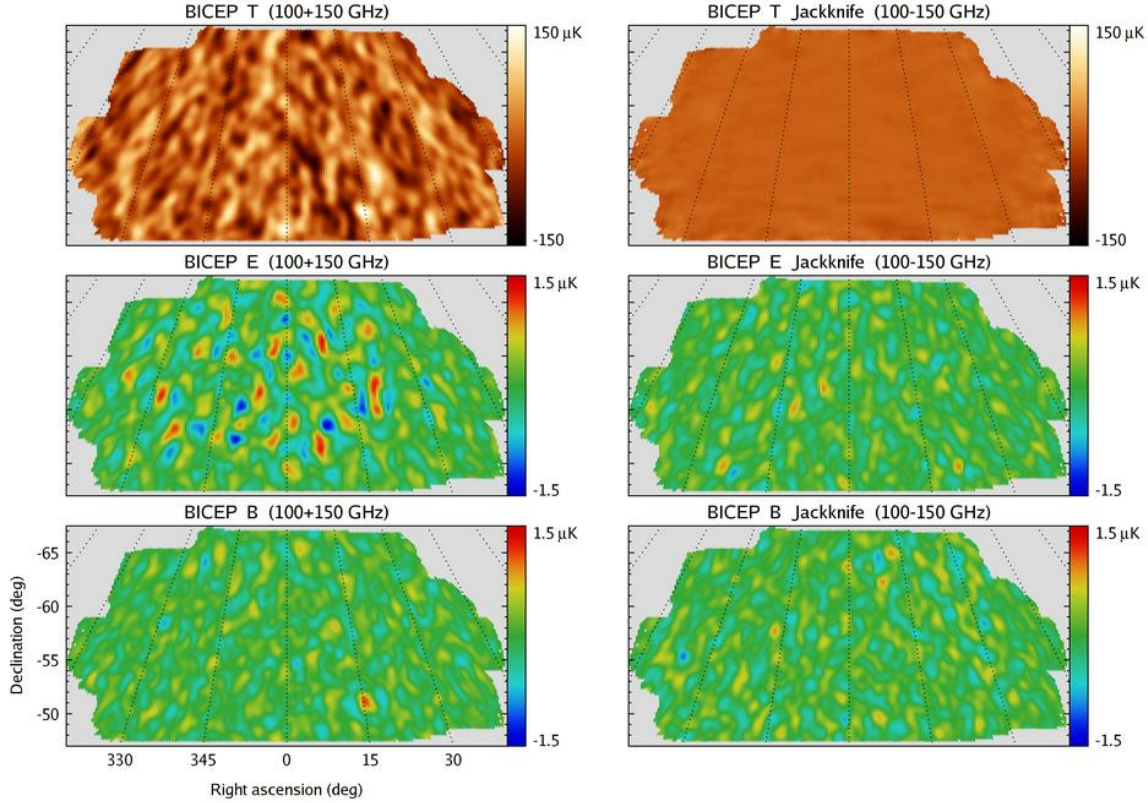 BICEP T (100+150 GHz)
150 µK
-150
BICEP T Jackknife (100-150 GHz)
150 µK
-150
BICEP E (100+150 GHz)
1.5 µK
-1.5
BICEP E Jackknife (100-150 GHz)
1.5 µK
-1.5
BICEP B (100+150 GHz)
1.5 µK
-1.5
BICEP B Jackknife (100-150 GHz)
1.5 µK
-1.5
Declination (deg)
-65
-60
-55
-50
330 345 0 15 30
Right ascension (deg)